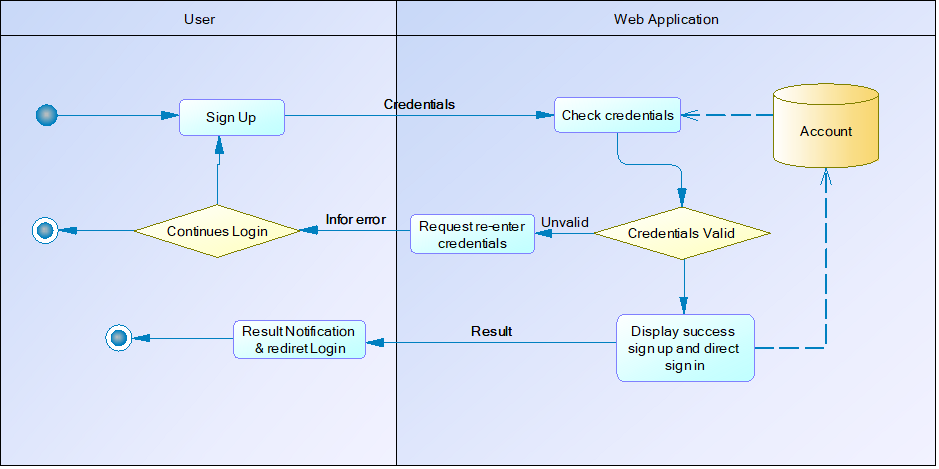 User
Web Application
Credentials
Sign Up
Check credentials
Account
Continues Login
Infor error
Request re-enter
credentials
Unvalid
Credentials Valid
Result Notification
& rediret Login
Result
Display success
sign up and direct
sign in